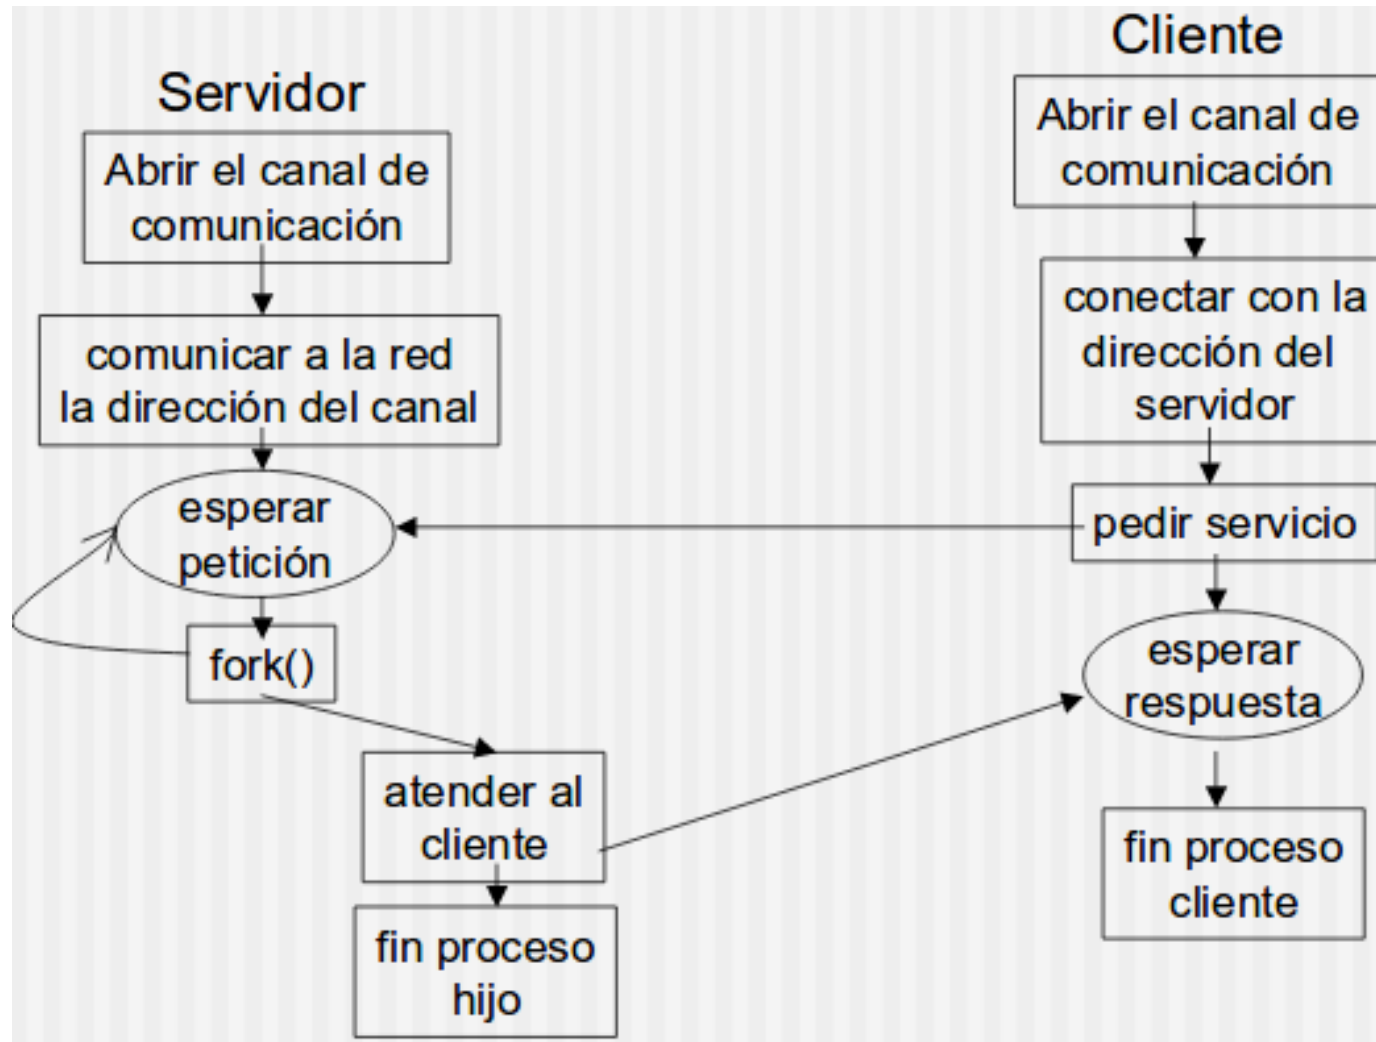 Servidor
Abrir el canal de
comunicación
comunicar a la red
la dirección del canal
esperar
petición
fork()
atender al
cliente
fin proceso
hijo
Cliente
Abrir el canal de
comunicación
conectar con la
dirección del
servidor
pedir servicio
esperar
respuesta
fin proceso
cliente